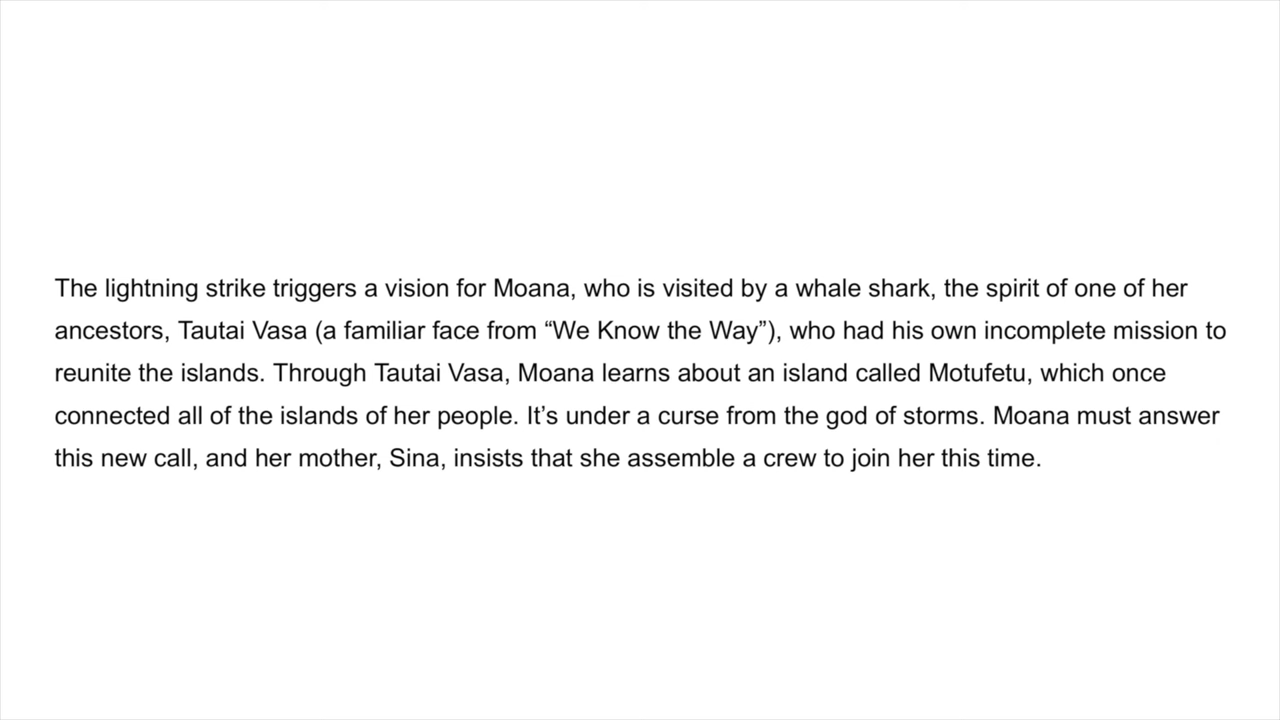 The lightning strike triggers a vision for Moana, who is visited by a whale shark, the spirit of one of her
ancestors, Tautai Vasa (a familiar face from “We Know the Way”), who had his own incomplete mission to
reunite the islands. Through Tautai Vasa, Moana learns about an island called Motufetu, which once
connected all of the islands of her people. It’s under a curse from the god of storms. Moana must answer
this new call, and her mother, Sina, insists that she assemble a crew to join her this time.